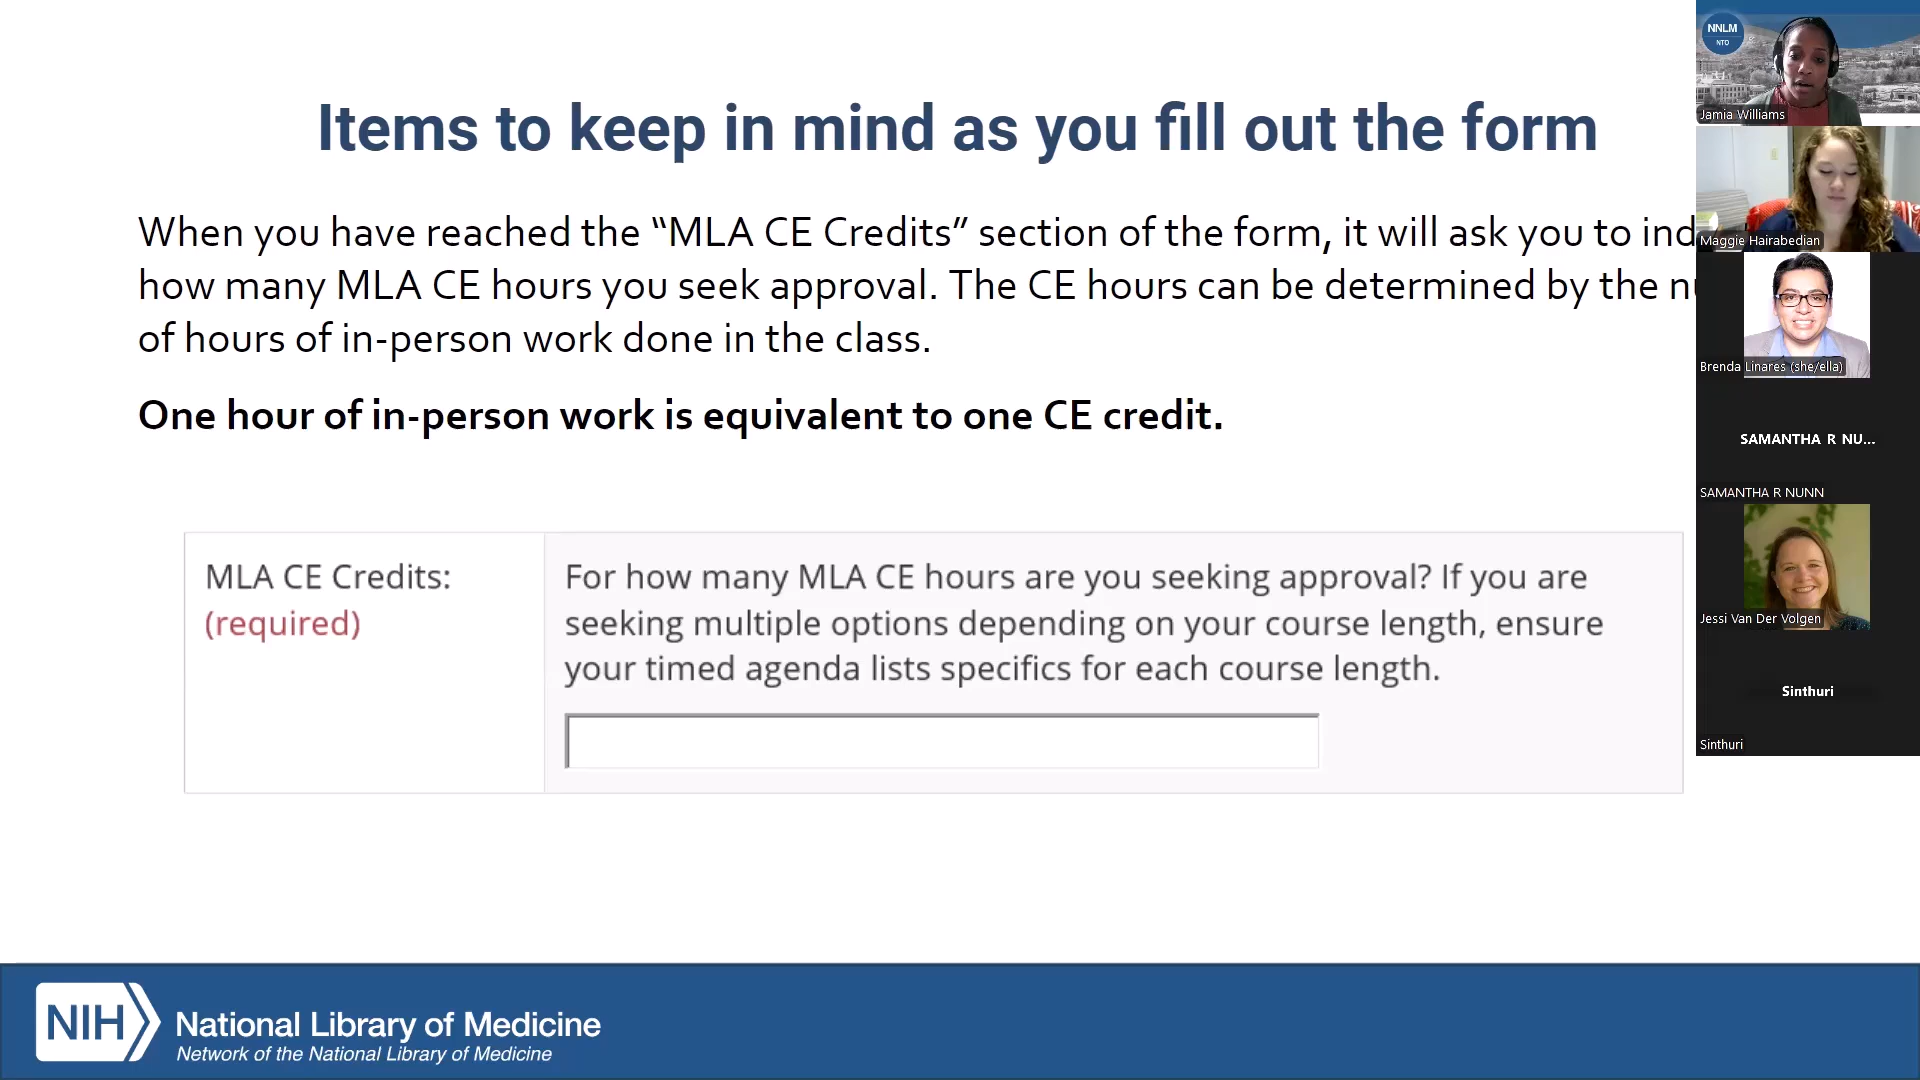 Items to keep in mind as you fill out the form
When you have reached the “MLA CE Credits” section of the form, it will ask you to ind
how many MLA CE hours you seek approval. The CE hours can be determined by the nu
of hours of in-person work done in the class.
One hour of in-person work is equivalent to one CE credit.
MLA CE Credits:
(required)
For how many MLA CE hours are you seeking approval? If you are
seeking multiple options depending on your course length, ensure
your timed agenda lists specifics for each course length.
NIH
National Library of Medicine
Network of the National Library of Medicine
NNLM
NTO
Jamia Williams
Maggie Hairabedian
Brenda Linares (she/ella)
SAMANTHA R NU...
SAMANTHA R NUNN
Jessi Van Der Volgen
Sinthuri
Sinthuri